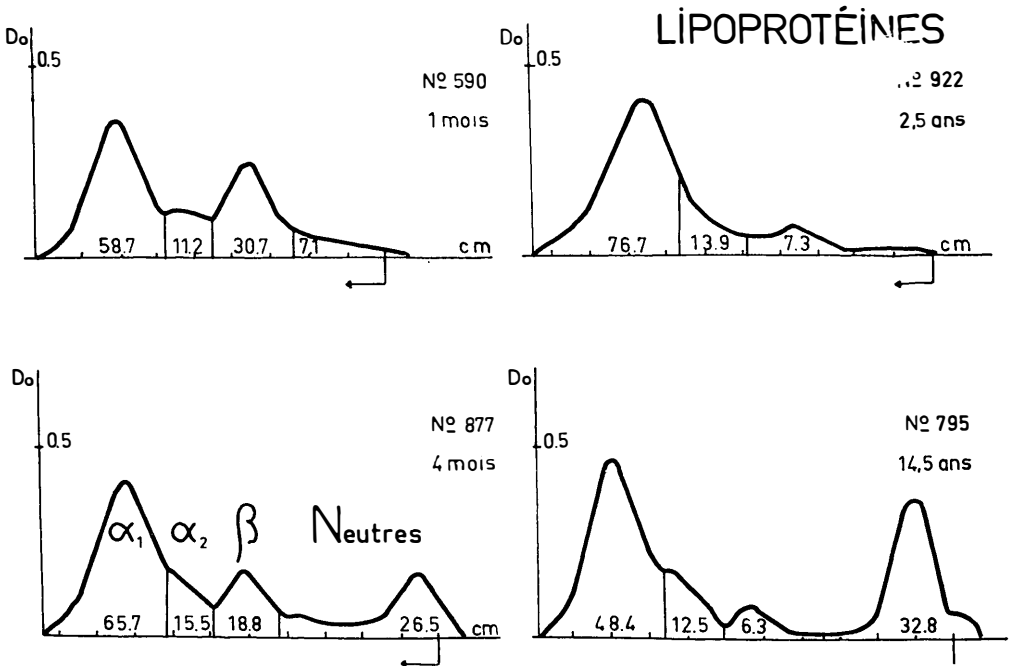 LIPOPROTÉINES
Do
0.5
Nº 590
1 mois
58.7 11.2 30.7 7.1 cm
Do
0.5
Nº 922
2,5 ans
76.7 13.9 7.3 cm
Do
0.5
Nº 877
4 mois
α₁ α₂ β Neutres
65.7 15.5 18.8 26.5 cm
Do
0.5
Nº 795
14,5 ans
48.4 12.5 6.3 32.8